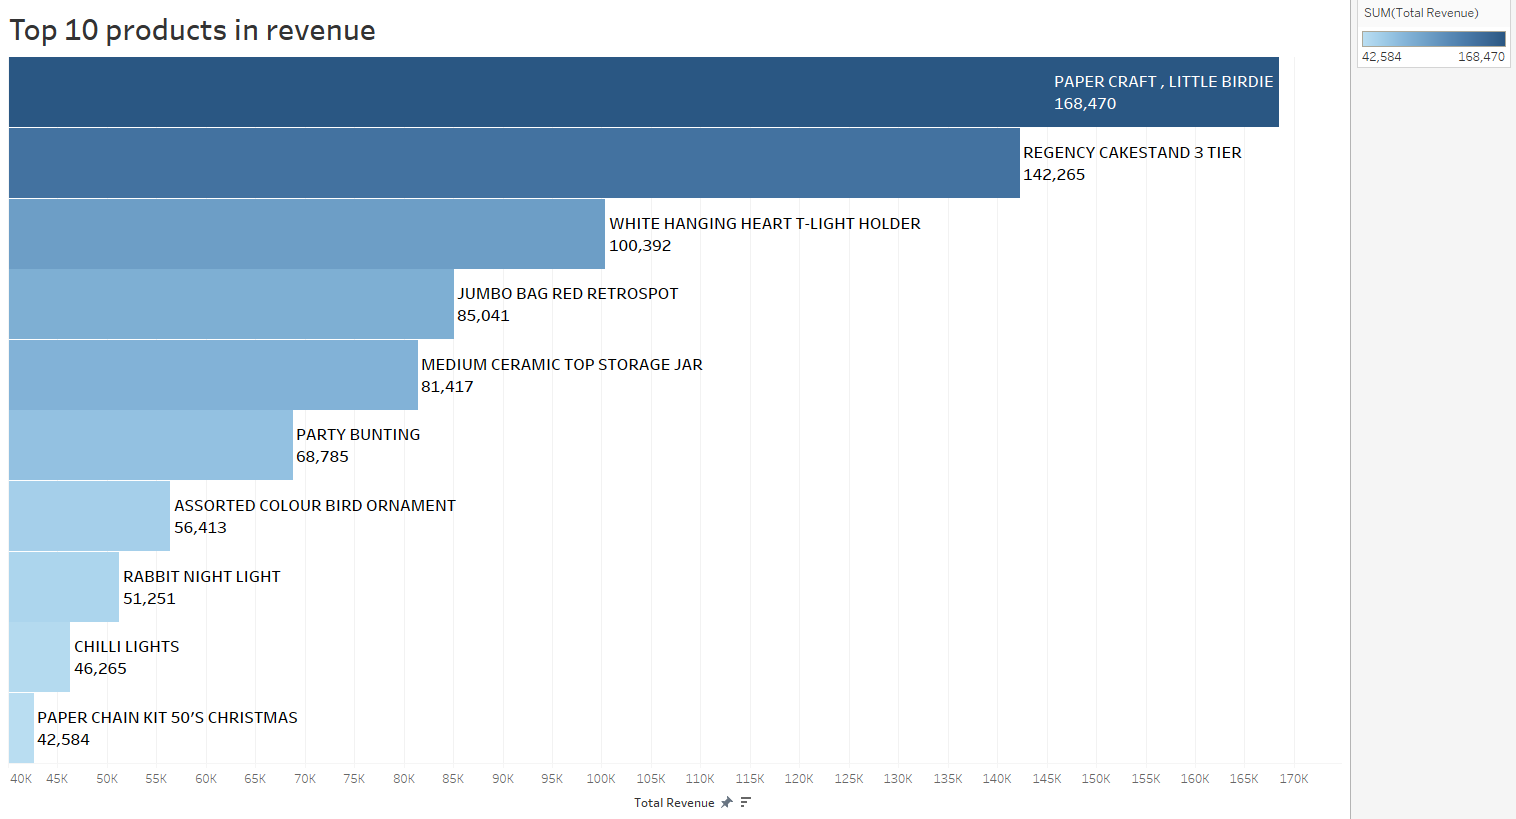 Top 10 products in revenue
SUM(Total Revenue)
42,584 168,470
PAPER CRAFT , LITTLE BIRDIE
168,470
REGENCY CAKESTAND 3 TIER
142,265
WHITE HANGING HEART T-LIGHT HOLDER
100,392
JUMBO BAG RED RETROSPOT
85,041
MEDIUM CERAMIC TOP STORAGE JAR
81,417
PARTY BUNTING
68,785
ASSORTED COLOUR BIRD ORNAMENT
56,413
RABBIT NIGHT LIGHT
51,251
CHILLI LIGHTS
46,265
PAPER CHAIN KIT 50’S CHRISTMAS
42,584
40K 45K 50K 55K 60K 65K 70K 75K 80K 85K 90K 95K 100K 105K 110K 115K 120K 125K 130K 135K 140K 145K 150K 155K 160K 165K 170K
Total Revenue